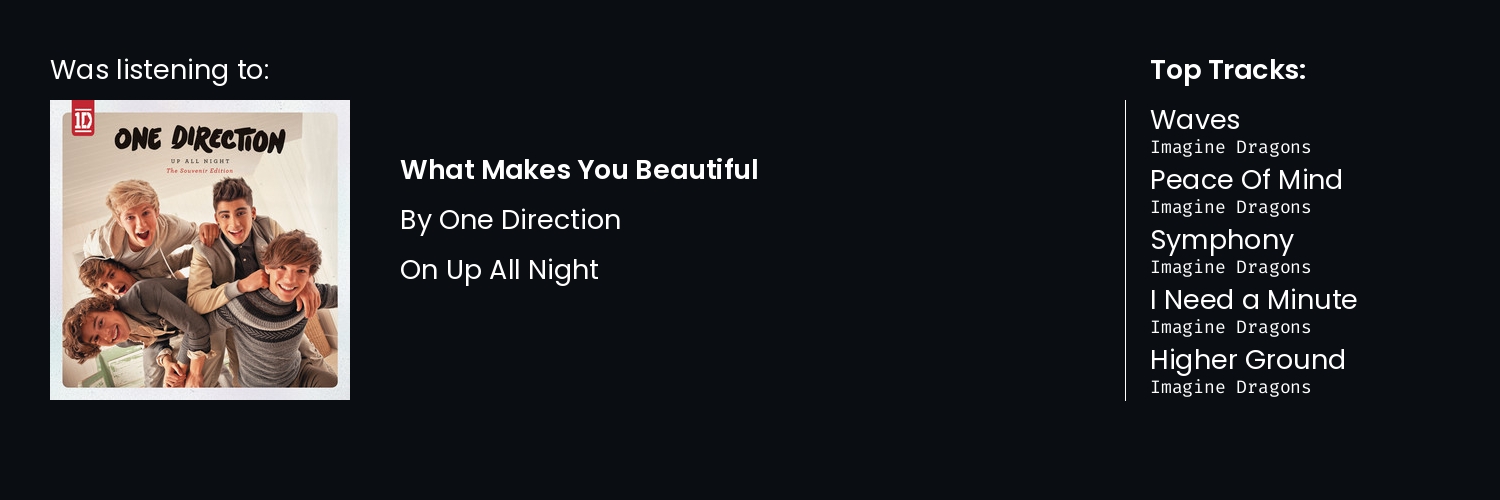 Was listening to:
1D
ONE DIRECTION
UP ALL NIGHT
The Souvenir Edition
What Makes You Beautiful
By One Direction
On Up All Night
Top Tracks:
Waves
Imagine Dragons
Peace Of Mind
Imagine Dragons
Symphony
Imagine Dragons
I Need a Minute
Imagine Dragons
Higher Ground
Imagine Dragons